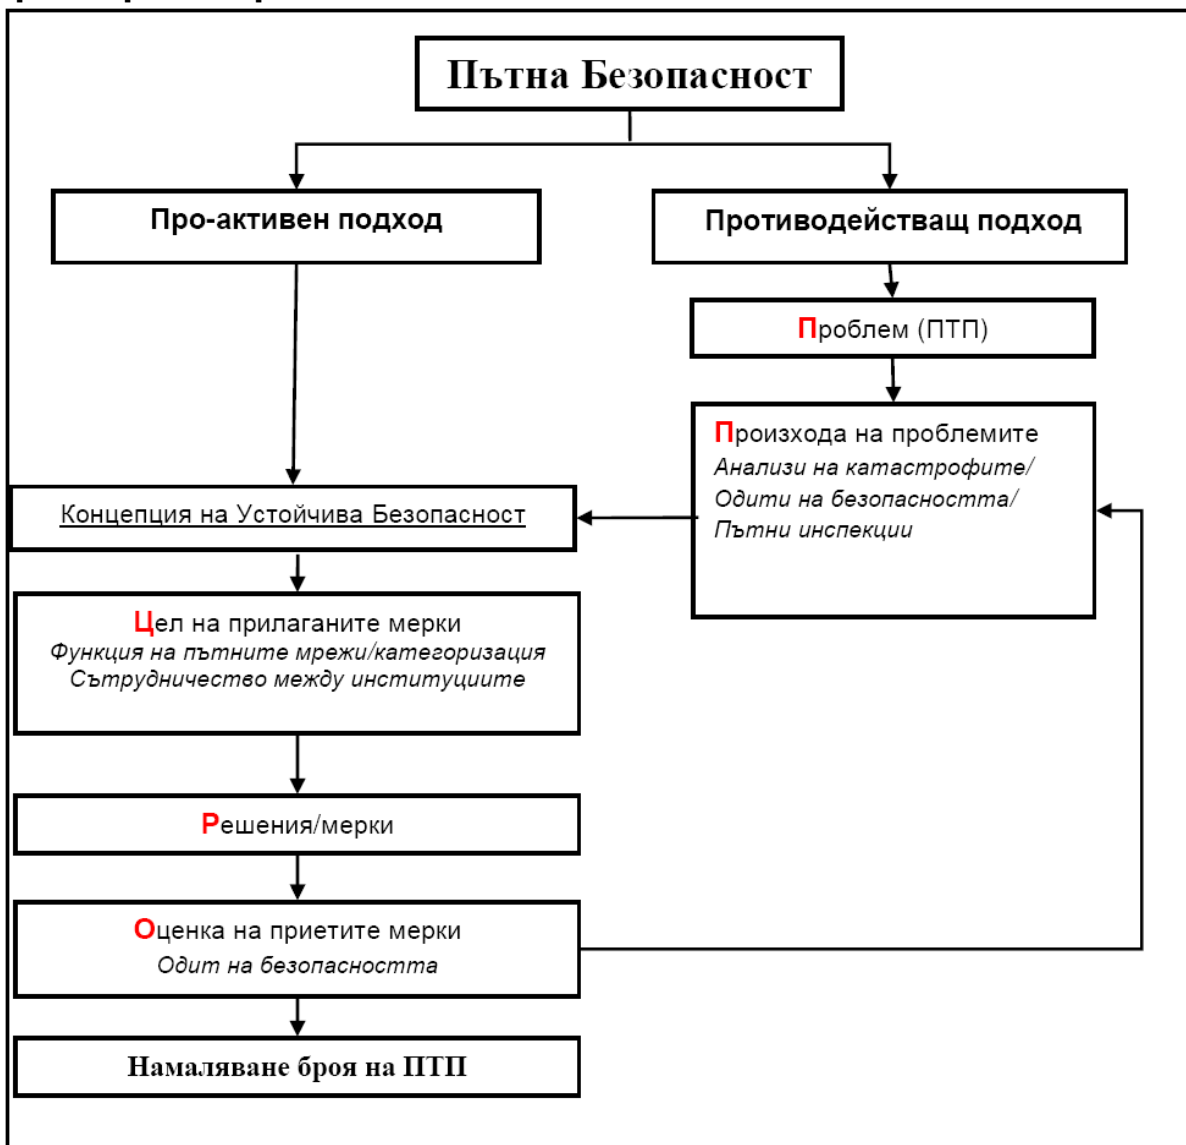 Пътна Безопасност
Про-активен подход
Противодействащ подход
Проблем (ПТП)
Произхода на проблемите
Анализи на катастрофите/
Одити на безопасността/
Пътни инспекции
Концепция на Устойчива Безопасност
Цел на прилаганите мерки
Функция на пътните мрежи/категоризация
Сътрудничество между институциите
Решения/мерки
Оценка на приетите мерки
Одит на безопасността
Намаляване броя на ПТП